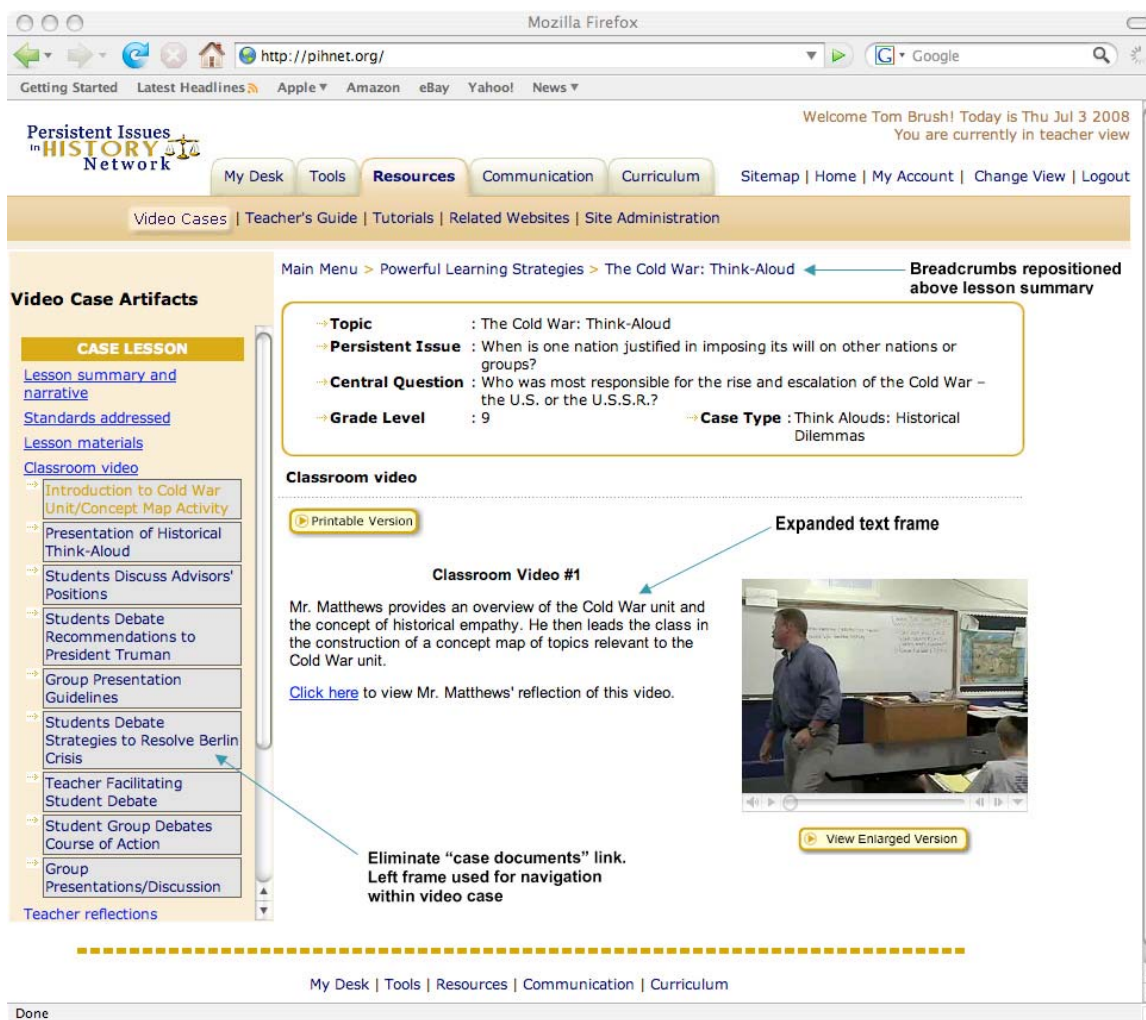 Mozilla Firefox
http://pihnet.org/
G Google
Getting Started Latest Headlines Apple Amazon eBay Yahoo! News
Welcome Tom Brush! Today is Thu Jul 3 2008
You are currently in teacher view
Persistent Issues
in HISTORY
Network
My Desk Tools Resources Communication Curriculum
Sitemap | Home | My Account | Change View | Logout
Video Cases | Teacher's Guide | Tutorials | Related Websites | Site Administration
Main Menu > Powerful Learning Strategies > The Cold War: Think-Aloud
Breadcrumbs repositioned
above lesson summary
Video Case Artifacts
CASE LESSON
Lesson summary and
narrative
Standards addressed
Lesson materials
Classroom video
Introduction to Cold War
Unit/Concept Map Activity
Presentation of Historical
Think-Aloud
Students Discuss Advisors'
Positions
Students Debate
Recommendations to
President Truman
Group Presentation
Guidelines
Students Debate
Strategies to Resolve Berlin
Crisis
Teacher Facilitating
Student Debate
Student Group Debates
Course of Action
Group
Presentations/Discussion
Teacher reflections
Topic : The Cold War: Think-Aloud
Persistent Issue : When is one nation justified in imposing its will on other nations or
groups?
Central Question : Who was most responsible for the rise and escalation of the Cold War –
the U.S. or the U.S.S.R.?
Grade Level : 9 Case Type : Think Alouds: Historical
Dilemmas
Classroom video
Printable Version
Expanded text frame
Classroom Video #1
Mr. Matthews provides an overview of the Cold War unit and
the concept of historical empathy. He then leads the class in
the construction of a concept map of topics relevant to the
Cold War unit.
Click here to view Mr. Matthews' reflection of this video.
View Enlarged Version
Eliminate “case documents” link.
Left frame used for navigation
within video case
My Desk | Tools | Resources | Communication | Curriculum
Done